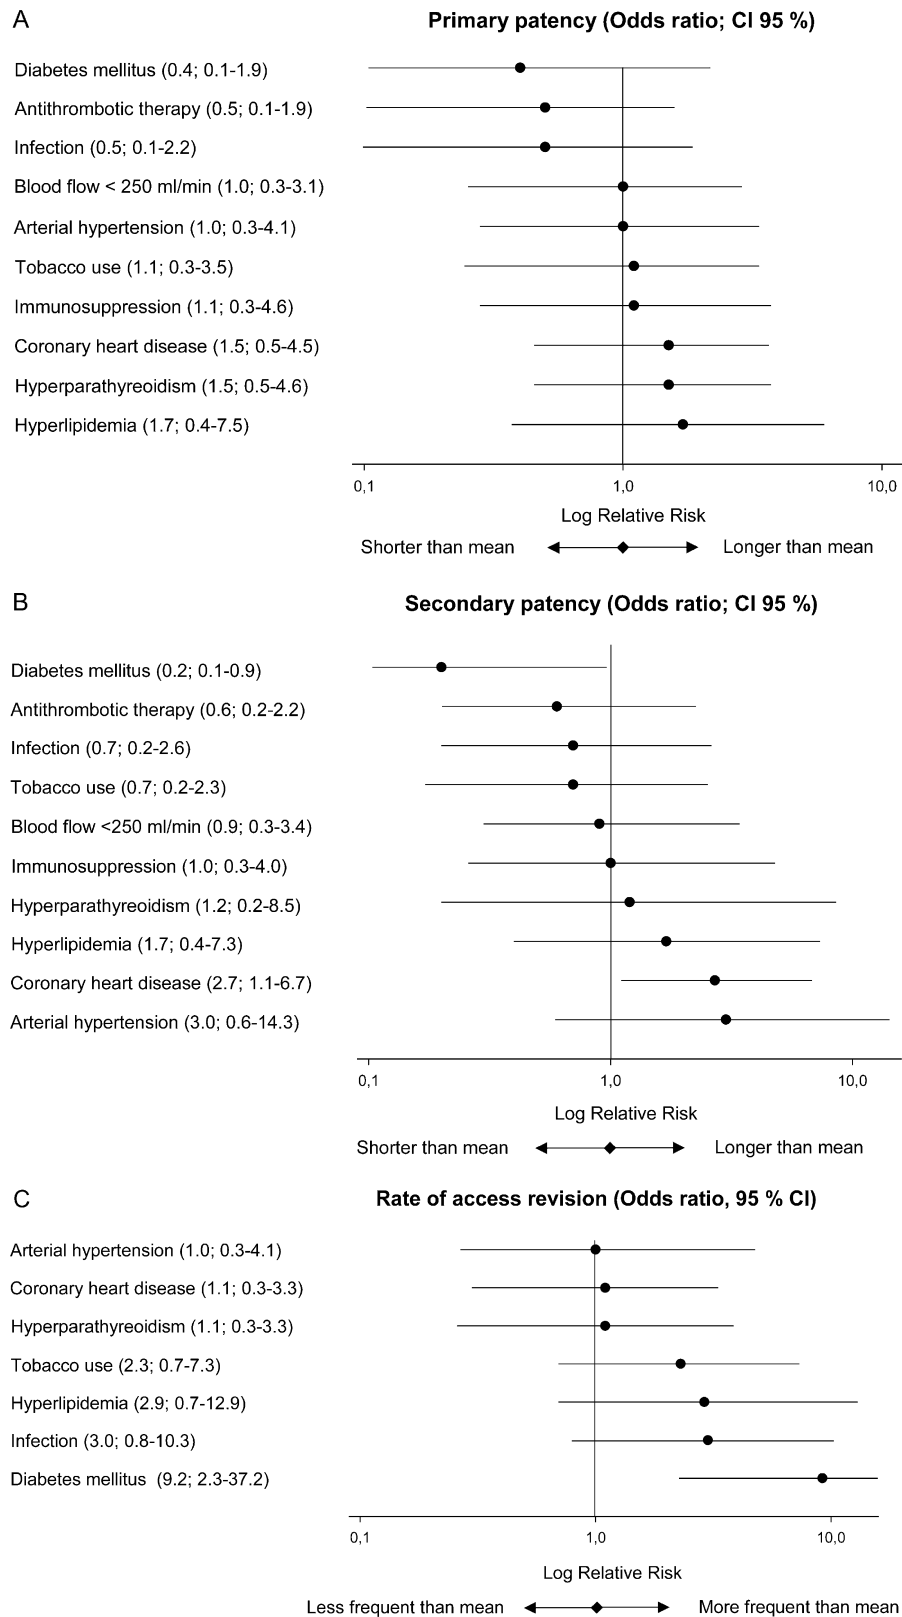 A
Primary patency (Odds ratio; CI 95 %)
Diabetes mellitus (0.4; 0.1-1.9)
Antithrombotic therapy (0.5; 0.1-1.9)
Infection (0.5; 0.1-2.2)
Blood flow < 250 ml/min (1.0; 0.3-3.1)
Arterial hypertension (1.0; 0.3-4.1)
Tobacco use (1.1; 0.3-3.5)
Immunosuppression (1.1; 0.3-4.6)
Coronary heart disease (1.5; 0.5-4.5)
Hyperparathyreoidism (1.5; 0.5-4.6)
Hyperlipidemia (1.7; 0.4-7.5)
0,1 1,0 10,0
Log Relative Risk
Shorter than mean Longer than mean
B
Secondary patency (Odds ratio; CI 95 %)
Diabetes mellitus (0.2; 0.1-0.9)
Antithrombotic therapy (0.6; 0.2-2.2)
Infection (0.7; 0.2-2.6)
Tobacco use (0.7; 0.2-2.3)
Blood flow <250 ml/min (0.9; 0.3-3.4)
Immunosuppression (1.0; 0.3-4.0)
Hyperparathyreoidism (1.2; 0.2-8.5)
Hyperlipidemia (1.7; 0.4-7.3)
Coronary heart disease (2.7; 1.1-6.7)
Arterial hypertension (3.0; 0.6-14.3)
0,1 1,0 10,0
Log Relative Risk
Shorter than mean Longer than mean
C
Rate of access revision (Odds ratio, 95 % CI)
Arterial hypertension (1.0; 0.3-4.1)
Coronary heart disease (1.1; 0.3-3.3)
Hyperparathyreoidism (1.1; 0.3-3.3)
Tobacco use (2.3; 0.7-7.3)
Hyperlipidemia (2.9; 0.7-12.9)
Infection (3.0; 0.8-10.3)
Diabetes mellitus (9.2; 2.3-37.2)
0,1 1,0 10,0
Log Relative Risk
Less frequent than mean More frequent than mean